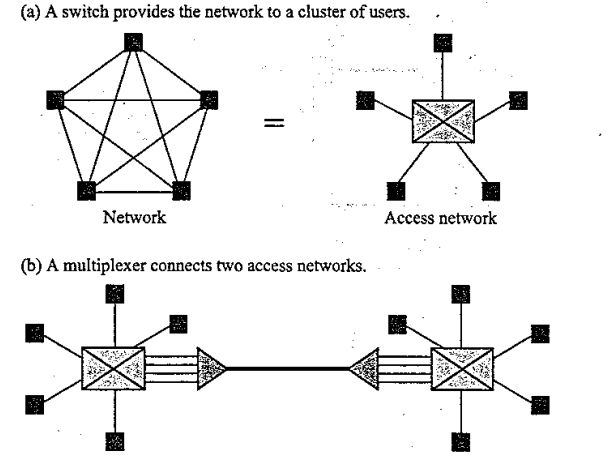 (a) A switch provides the network to a cluster of users.
=
Network
Access network
(b) A multiplexer connects two access networks.